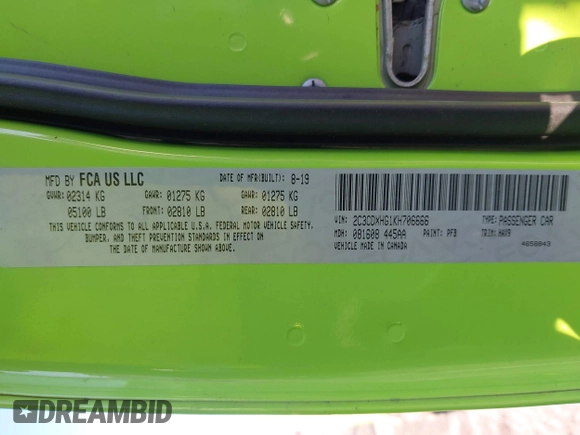 MFD BY FCA US LLC
DATE OF MFR(BUILT): 8-19
GVWR: 02314 KG GAWR: 01275 KG GAWR: 01275 KG
05100 LB FRONT: 02810 LB REAR: 02810 LB
THIS VEHICLE CONFORMS TO ALL APPLICABLE U.S.A. FEDERAL MOTOR VEHICLE SAFETY,
BUMPER, AND THEFT PREVENTION STANDARDS IN EFFECT ON
THE DATE OF MANUFACTURE SHOWN ABOVE.
VIN: 2C3CDXHG1KH706666 TYPE: PASSENGER CAR
MDH: 081608 445AA PAINT: PFB TRIM: HAX9
VEHICLE MADE IN CANADA
4658843
DREAMBID